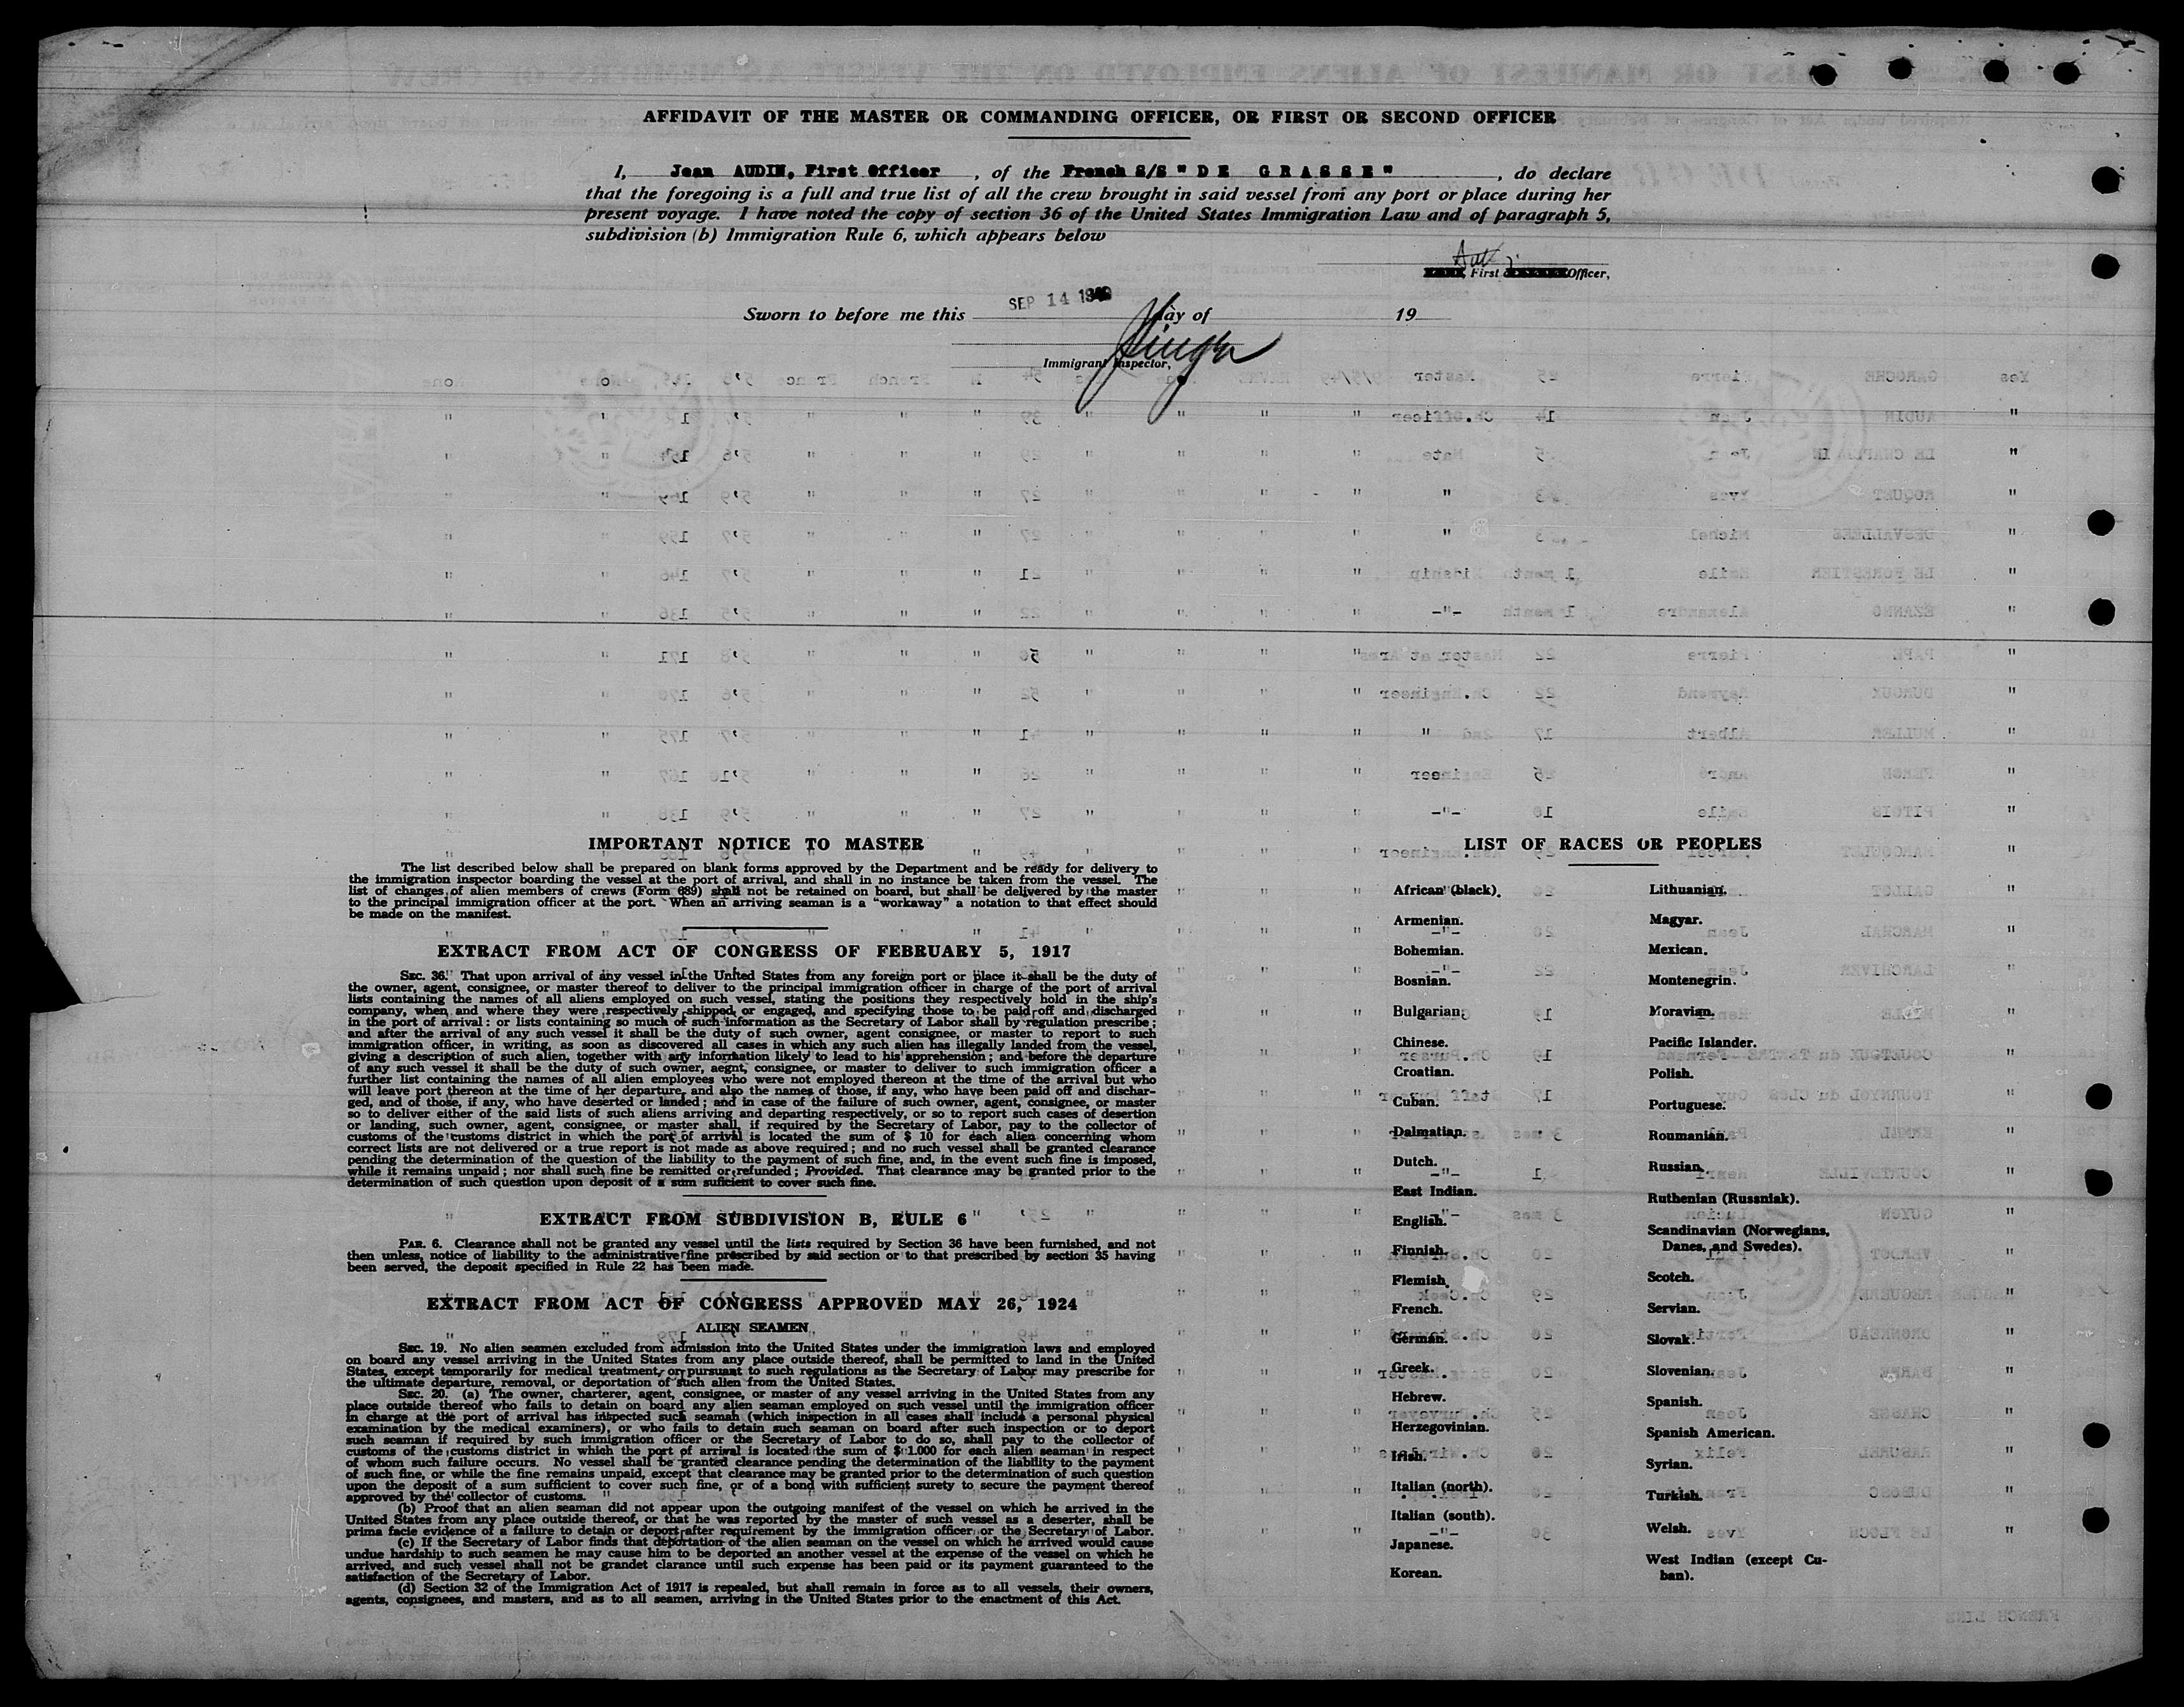 AFFIDAVIT OF THE MASTER OR COMMANDING OFFICER, OR FIRST OR SECOND OFFICER
I, Jean AUDIN, First Officer , of the French S/S " D E   G R A S S E " , do declare
that the foregoing is a full and true list of all the crew brought in said vessel from any port or place during her
present voyage. I have noted the copy of section 36 of the United States Immigration Law and of paragraph 5,
subdivision (b) Immigration Rule 6, which appears below
First Officer,
SEP 14 1949
Sworn to before me this day of 19
Immigrant Inspector,
IMPORTANT NOTICE TO MASTER
The list described below shall be prepared on blank forms approved by the Department and be ready for delivery to
the immigration inspector boarding the vessel at the port of arrival, and shall in no instance be taken from the vessel. The
list of changes of alien members of crews (Form 689) shall not be retained on board, but shall be delivered by the master
to the principal immigration officer at the port. When an arriving seaman is a "workaway" a notation to that effect should
be made on the manifest.
EXTRACT FROM ACT OF CONGRESS OF FEBRUARY 5, 1917
SEC. 36. That upon arrival of any vessel in the United States from any foreign port or place it shall be the duty of
the owner, agent, consignee, or master thereof to deliver to the principal immigration officer in charge of the port of arrival
lists containing the names of all aliens employed on such vessel, stating the positions they respectively hold in the ship's
company, when and where they were respectively shipped or engaged, and specifying those to be paid off and discharged
in the port of arrival : or lists containing so much of such information as the Secretary of Labor shall by regulation prescribe ;
and after the arrival of any such vessel it shall be the duty of such owner, agent consignee, or master to report to such
immigration officer, in writing, as soon as discovered all cases in which any such alien has illegally landed from the vessel,
giving a description of such alien, together with any information likely to lead to his apprehension ; and before the departure
of any such vessel it shall be the duty of such owner, aegnt, consignee, or master to deliver to such immigration officer a
further list containing the names of all alien employees who were not employed thereon at the time of the arrival but who
will leave port thereon at the time of her departure, and also the names of those, if any, who have been paid off and dischar-
ged, and of those, if any, who have deserted or landed ; and in case of the failure of such owner, agent, consignee, or master
so to deliver either of the said lists of such aliens arriving and departing respectively, or so to report such cases of desertion
or landing, such owner, agent, consignee, or master shall, if required by the Secretary of Labor, pay to the collector of
customs of the customs district in which the port of arrival is located the sum of $ 10 for each alien concerning whom
correct lists are not delivered or a true report is not made as above required ; and no such vessel shall be granted clearance
pending the determination of the question of the liability to the payment of such fine, and, in the event such fine is imposed,
while it remains unpaid ; nor shall such fine be remitted or refunded ; Provided. That clearance may be granted prior to the
determination of such question upon deposit of a sum suficient to cover such fine.
EXTRACT FROM SUBDIVISION B, RULE 6
PAR. 6. Clearance shall not be granted any vessel until the lists required by Section 36 have been furnished, and not
then unless, notice of liability to the administrative fine prescribed by said section or to that prescribed by section 35 having
been served, the deposit specified in Rule 22 has been made.
EXTRACT FROM ACT OF CONGRESS APPROVED MAY 26, 1924
ALIEN SEAMEN
SEC. 19. No alien seamen excluded from admission into the United States under the immigration laws and employed
on board any vessel arriving in the United States from any place outside thereof, shall be permitted to land in the United
States, except temporarily for medical treatment, or pursuant to such regulations as the Secretary of Labor may prescribe for
the ultimate departure, removal, or deportation of such alien from the United States.
SEC. 20. (a) The owner, charterer, agent, consignee, or master of any vessel arriving in the United States from any
place outside thereof who fails to detain on board any alien seaman employed on such vessel until the immigration officer
in charge at the port of arrival has inspected such seamah (which inspection in all cases shall include a personal physical
examination by the medical examiners), or who fails to detain such seaman on board after such inspection or to deport
such seaman if required by such immigration officer or the Secretary of Labor to do so, shall pay to the collector of
customs of the customs district in which the port of arrival is located the sum of $ 1.000 for each alien seaman in respect
of whom such failure occurs. No vessel shall be granted clearance pending the determination of the liability to the payment
of such fine, or while the fine remains unpaid, except that clearance may be granted prior to the determination of such question
upon the deposit of a sum sufficient to cover such fine, or of a bond with sufficient surety to secure the payment thereof
approved by the collector of customs.
(b) Proof that an alien seaman did not appear upon the outgoing manifest of the vessel on which he arrived in the
United States from any place outside thereof, or that he was reported by the master of such vessel as a deserter, shall be
prima facie evidence of a failure to detain or deport after requirement by the immigration officer or the Secretary of Labor.
(c) If the Secretary of Labor finds that deportation of the alien seaman on the vessel on which he arrived would cause
undue hardship to such seamen he may cause him to be deported an another vessel at the expense of the vessel on which he
arrived, and such vessel shall not be grandet clarance until such expense has been paid or its payment guaranteed to the
satisfaction of the Secretary of Labor.
(d) Section 32 of the Immigration Act of 1917 is repealed, but shall remain in force as to all vessels, their owners,
agents, consignees, and masters, and as to all seamen, arriving in the United States prior to the enactment of this Act.
LIST OF RACES OR PEOPLES
African (black).
Armenian.
Bohemian.
Bosnian.
Bulgarian.
Chinese.
Croatian.
Cuban.
Dalmatian.
Dutch.
East Indian.
English.
Finnish.
Flemish.
French.
German.
Greek.
Hebrew.
Herzegovinian.
Irish.
Italian (north).
Italian (south).
Japanese.
Korean.
Lithuanian.
Magyar.
Mexican.
Montenegrin.
Moravian.
Pacific Islander.
Polish.
Portuguese.
Roumanian.
Russian.
Ruthenian (Russniak).
Scandinavian (Norwegians,
Danes, and Swedes).
Scotch.
Servian.
Slovak.
Slovenian.
Spanish.
Spanish American.
Syrian.
Turkish.
Welsh.
West Indian (except Cu-
ban).